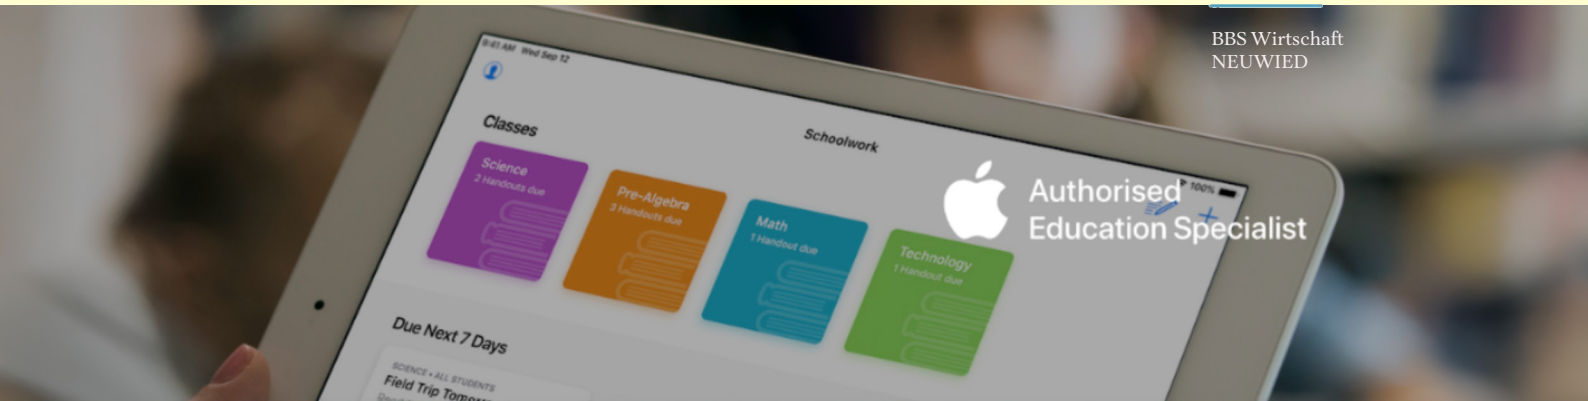 BBS Wirtschaft
NEUWIED
9:41 AM Wed Sep 12
100%
Schoolwork
Classes
Science
2 Handouts due
Pre-Algebra
3 Handouts due
Math
1 Handout due
Technology
1 Handout due
Authorised
Education Specialist
Due Next 7 Days
SCIENCE • ALL STUDENTS
Field Trip